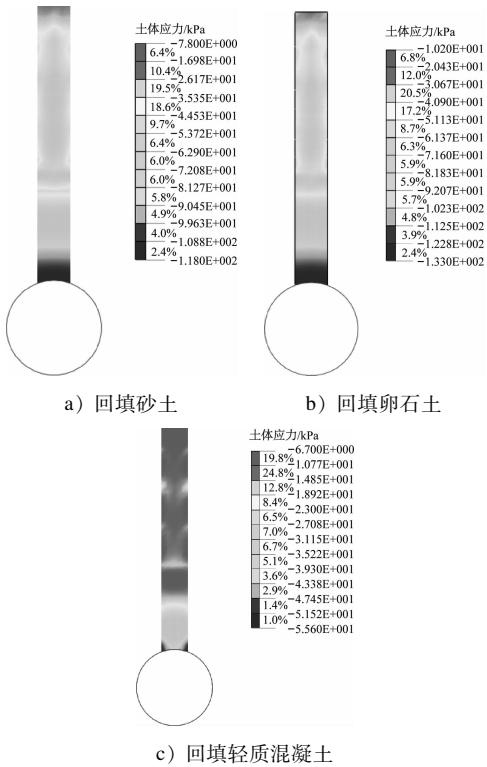 土体应力/kPa
−7.800E+000
6.4%
−1.698E+001
10.4%
−2.617E+001
19.5%
−3.535E+001
18.6%
−4.453E+001
9.7%
−5.372E+001
6.4%
−6.290E+001
6.0%
−7.208E+001
6.0%
−8.127E+001
5.8%
−9.045E+001
4.9%
−9.963E+001
4.0%
−1.088E+002
2.4%
−1.180E+002
a）回填砂土
土体应力/kPa
−1.020E+001
6.8%
−2.043E+001
12.0%
−3.067E+001
20.5%
−4.090E+001
17.2%
−5.113E+001
8.7%
−6.137E+001
6.3%
−7.160E+001
5.9%
−8.183E+001
5.9%
−9.207E+001
5.7%
−1.023E+002
4.8%
−1.125E+002
3.9%
−1.228E+002
2.4%
−1.330E+002
b）回填卵石土
土体应力/kPa
−6.700E+000
19.8%
−1.077E+001
24.8%
−1.485E+001
12.8%
−1.892E+001
8.4%
−2.300E+001
6.5%
−2.708E+001
7.0%
−3.115E+001
6.7%
−3.522E+001
5.1%
−3.930E+001
3.6%
−4.338E+001
2.9%
−4.745E+001
1.4%
−5.152E+001
1.0%
−5.560E+001
c）回填轻质混凝土